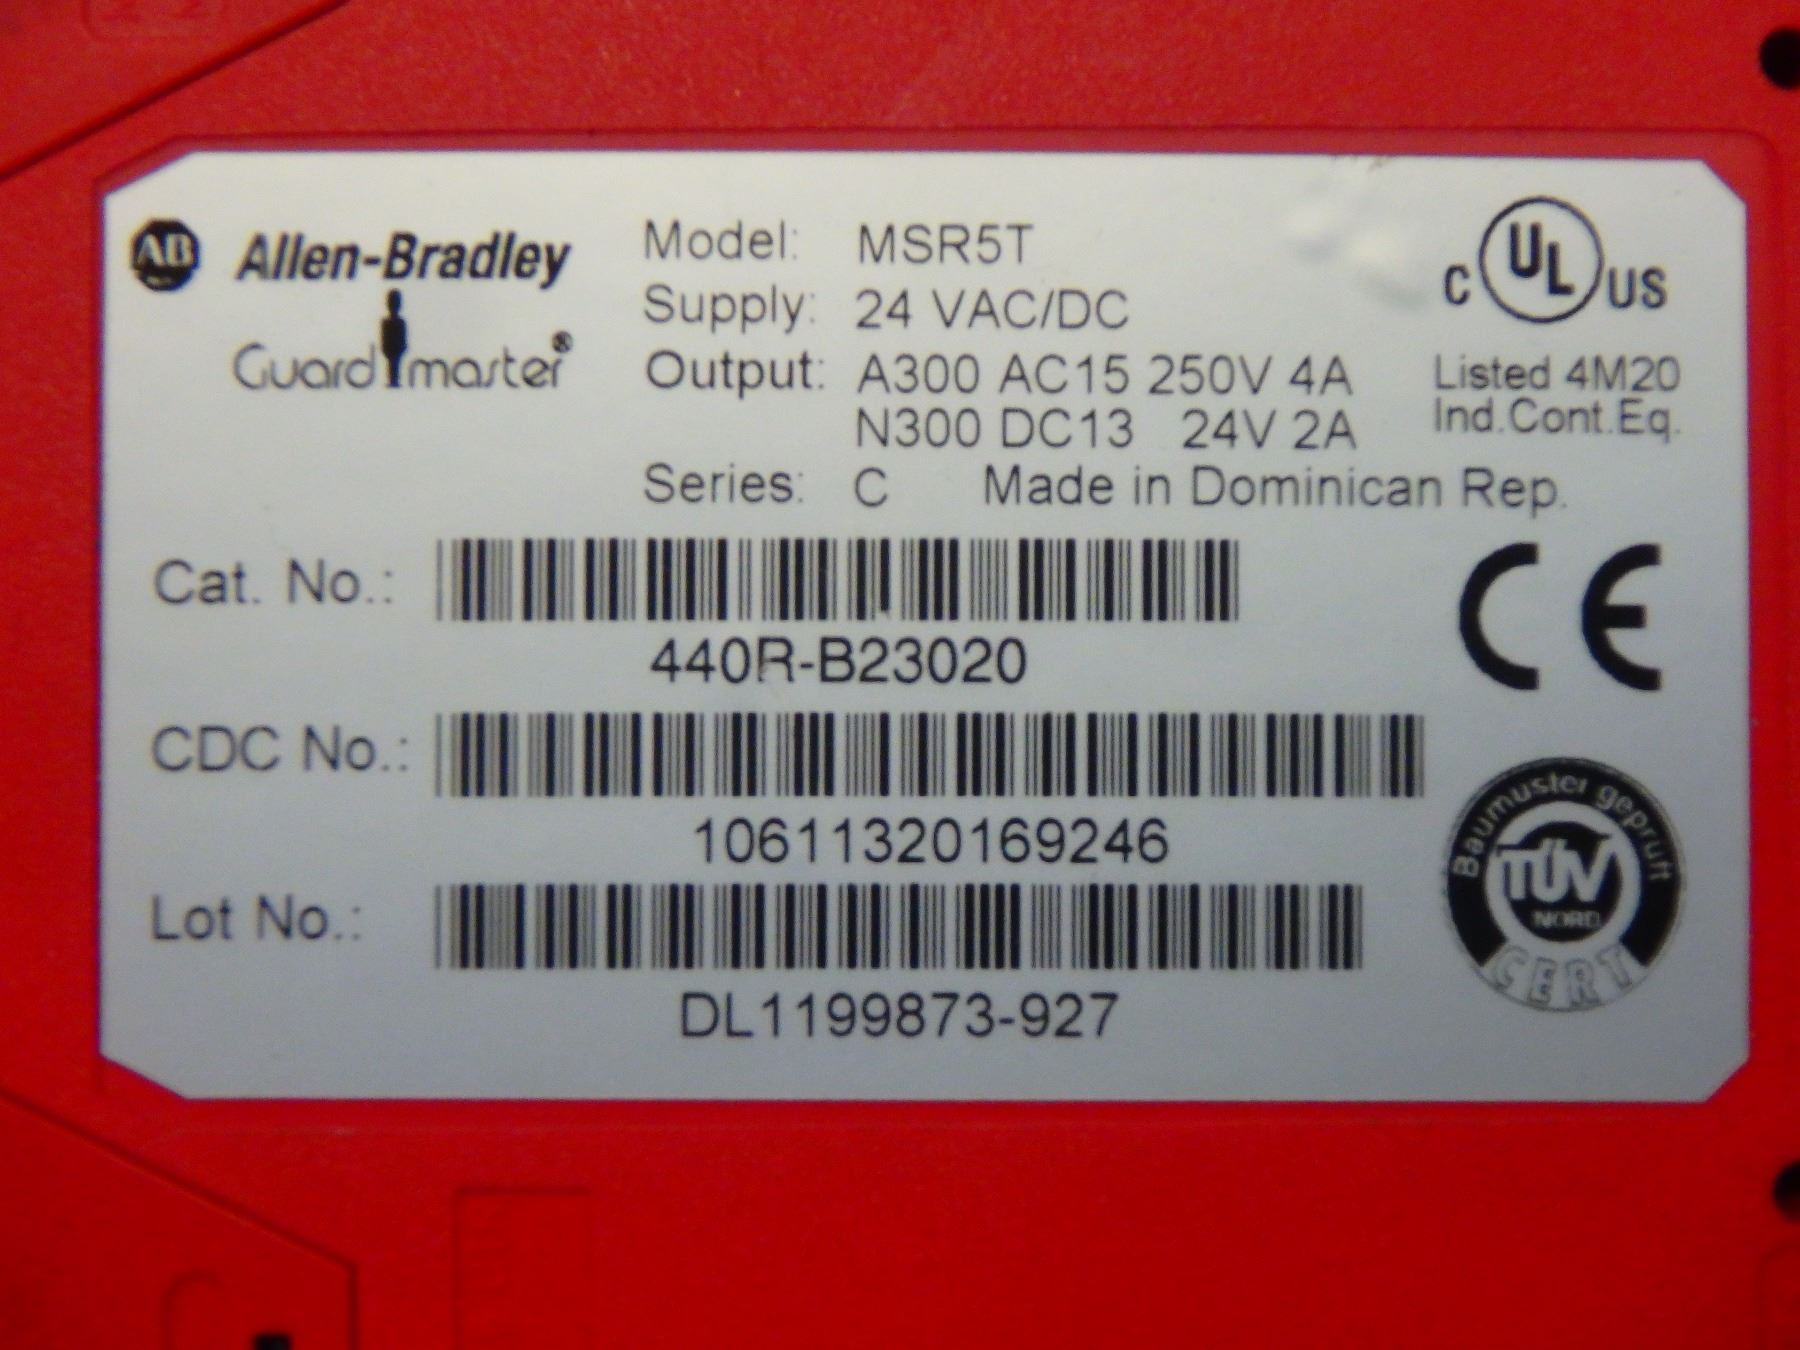 AB Allen-Bradley
Guardmaster®
Model: MSR5T
Supply: 24 VAC/DC
Output: A300 AC15 250V 4A
N300 DC13 24V 2A
Series: C Made in Dominican Rep.
C UL US
Listed 4M20
Ind.Cont.Eq.
Cat. No.:
440R-B23020
CE
CDC No.:
10611320169246
Lot No.:
DL1199873-927
Baumuster geprüft
TÜV
NORD
CERT